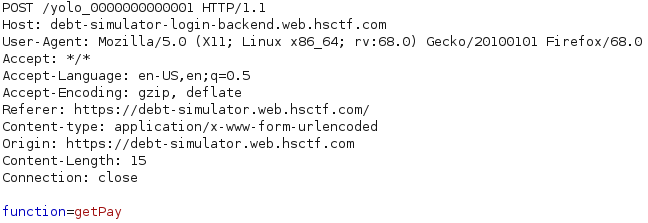 POST /yolo_0000000000001 HTTP/1.1
Host: debt-simulator-login-backend.web.hsctf.com
User-Agent: Mozilla/5.0 (X11; Linux x86_64; rv:68.0) Gecko/20100101 Firefox/68.0
Accept: */*
Accept-Language: en-US,en;q=0.5
Accept-Encoding: gzip, deflate
Referer: https://debt-simulator.web.hsctf.com/
Content-type: application/x-www-form-urlencoded
Origin: https://debt-simulator.web.hsctf.com
Content-Length: 15
Connection: close
function=getPay